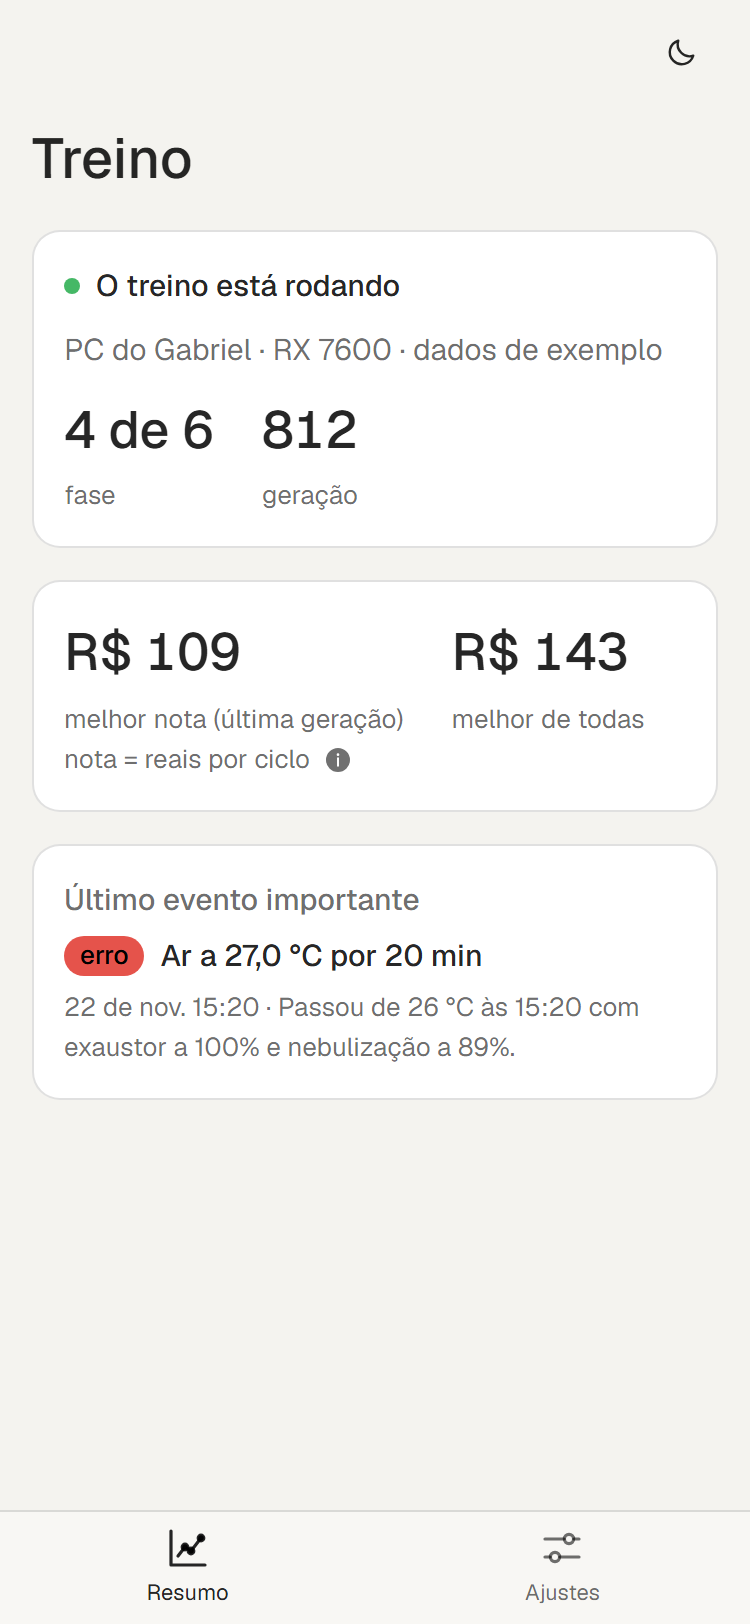 Treino
O treino está rodando
PC do Gabriel · RX 7600 · dados de exemplo
4 de 6 812
fase geração
R$ 109 R$ 143
melhor nota (última geração) melhor de todas
nota = reais por ciclo
Último evento importante
erro Ar a 27,0 °C por 20 min
22 de nov. 15:20 · Passou de 26 °C às 15:20 com
exaustor a 100% e nebulização a 89%.
Resumo Ajustes